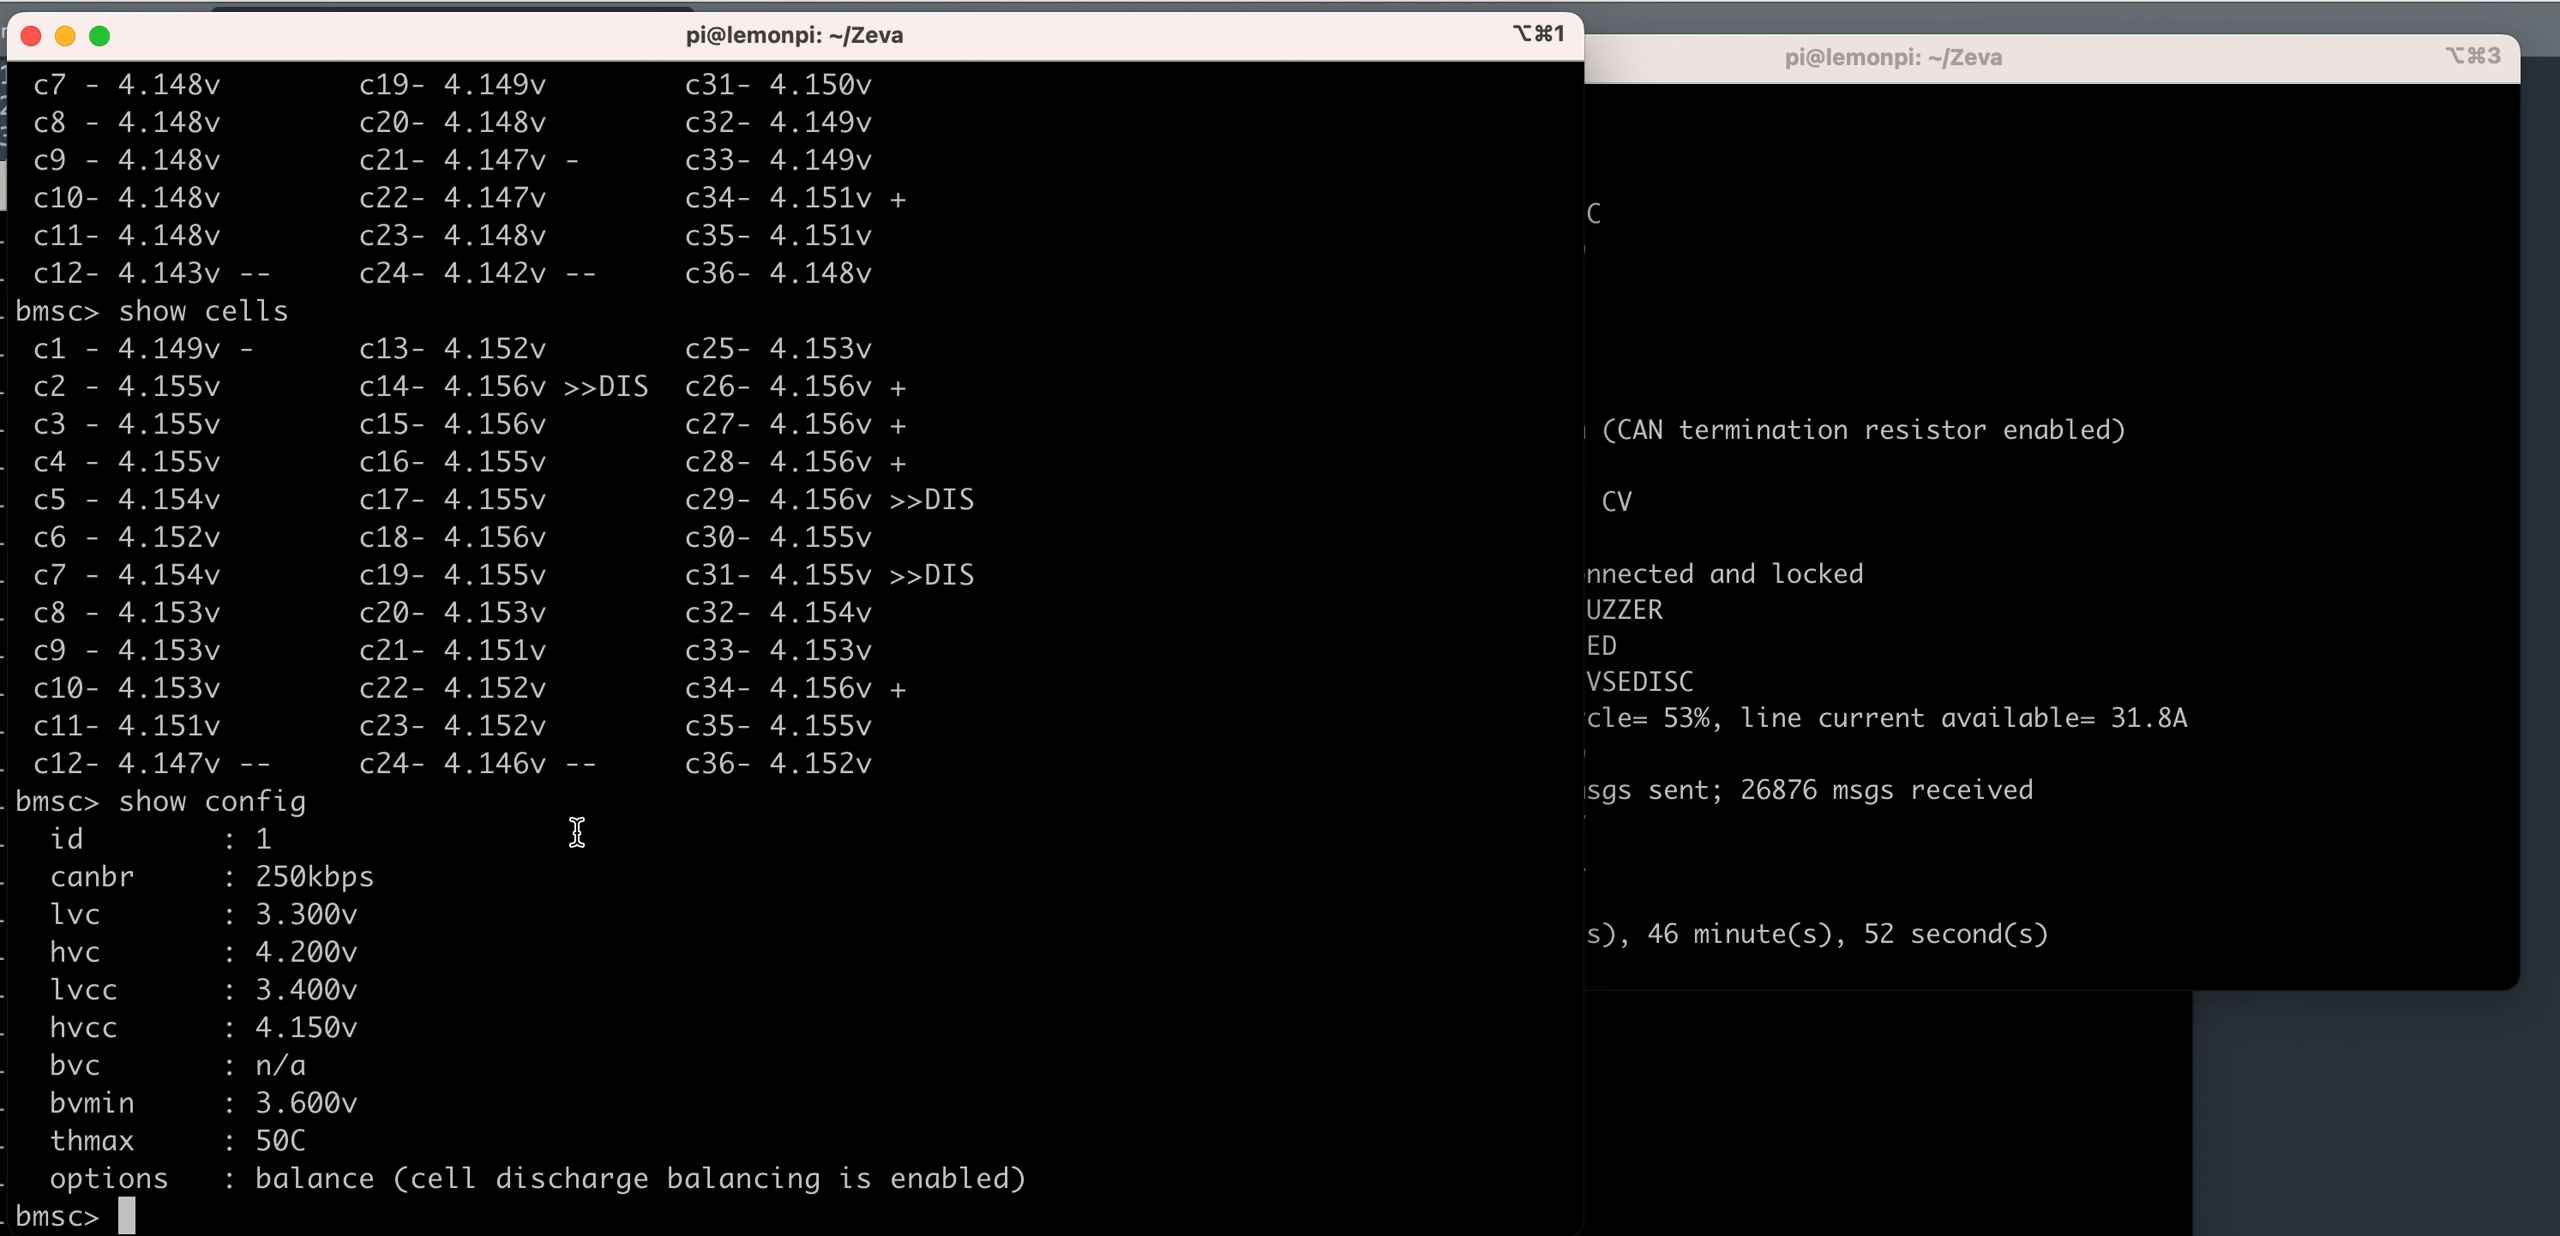 pi@lemonpi: ~/Zeva ⌥⌘1
c7 - 4.148v c19- 4.149v c31- 4.150v
c8 - 4.148v c20- 4.148v c32- 4.149v
c9 - 4.148v c21- 4.147v - c33- 4.149v
c10- 4.148v c22- 4.147v c34- 4.151v +
c11- 4.148v c23- 4.148v c35- 4.151v
c12- 4.143v -- c24- 4.142v -- c36- 4.148v
bmsc> show cells
c1 - 4.149v - c13- 4.152v c25- 4.153v
c2 - 4.155v c14- 4.156v >>DIS c26- 4.156v +
c3 - 4.155v c15- 4.156v c27- 4.156v +
c4 - 4.155v c16- 4.155v c28- 4.156v +
c5 - 4.154v c17- 4.155v c29- 4.156v >>DIS
c6 - 4.152v c18- 4.156v c30- 4.155v
c7 - 4.154v c19- 4.155v c31- 4.155v >>DIS
c8 - 4.153v c20- 4.153v c32- 4.154v
c9 - 4.153v c21- 4.151v c33- 4.153v
c10- 4.153v c22- 4.152v c34- 4.156v +
c11- 4.151v c23- 4.152v c35- 4.155v
c12- 4.147v -- c24- 4.146v -- c36- 4.152v
bmsc> show config
id : 1
canbr : 250kbps
lvc : 3.300v
hvc : 4.200v
lvcc : 3.400v
hvcc : 4.150v
bvc : n/a
bvmin : 3.600v
thmax : 50C
options : balance (cell discharge balancing is enabled)
bmsc>
pi@lemonpi: ~/Zeva ⌥⌘3
C
(CAN termination resistor enabled)
CV
nnected and locked
UZZER
ED
VSEDISC
cle= 53%, line current available= 31.8A
sgs sent; 26876 msgs received
s), 46 minute(s), 52 second(s)